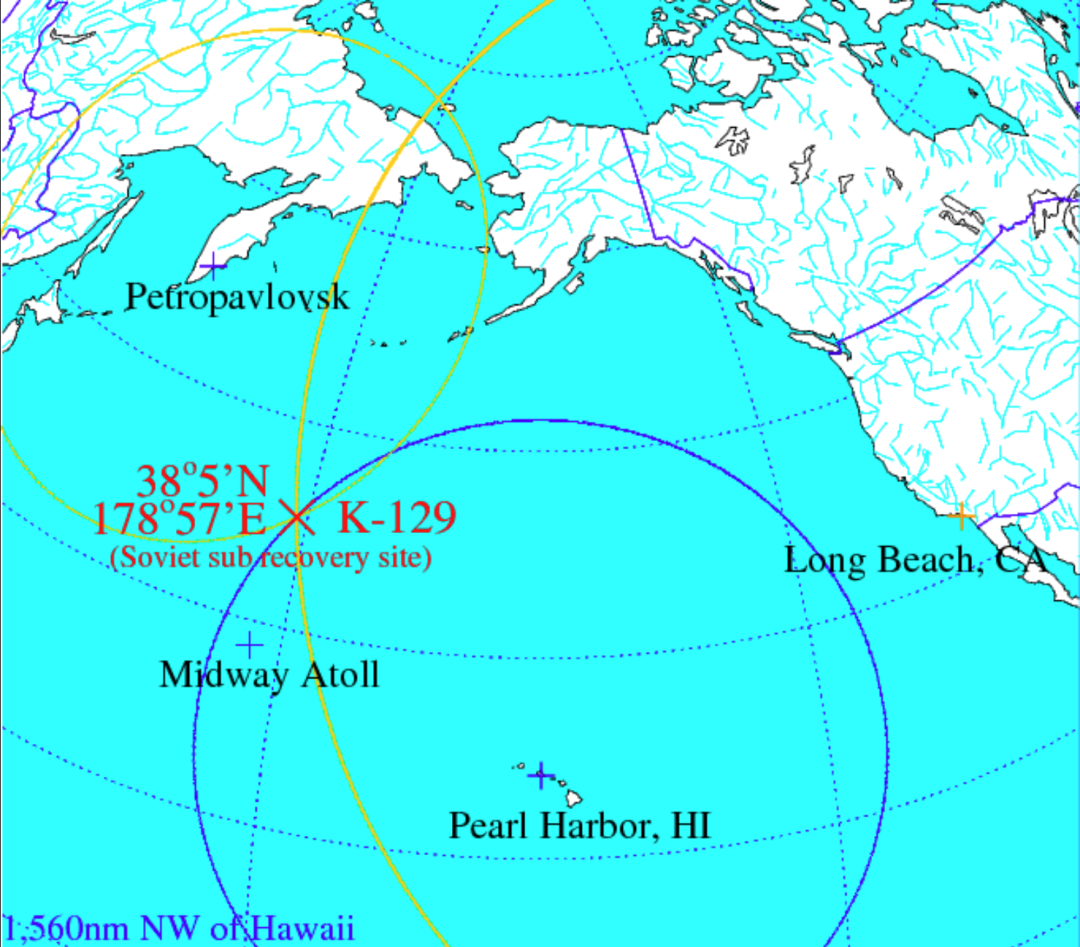 Petropavlovsk
38°5’N
178°57’E K-129
(Soviet sub recovery site)
Long Beach, CA
Midway Atoll
Pearl Harbor, HI
1,560nm NW of Hawaii